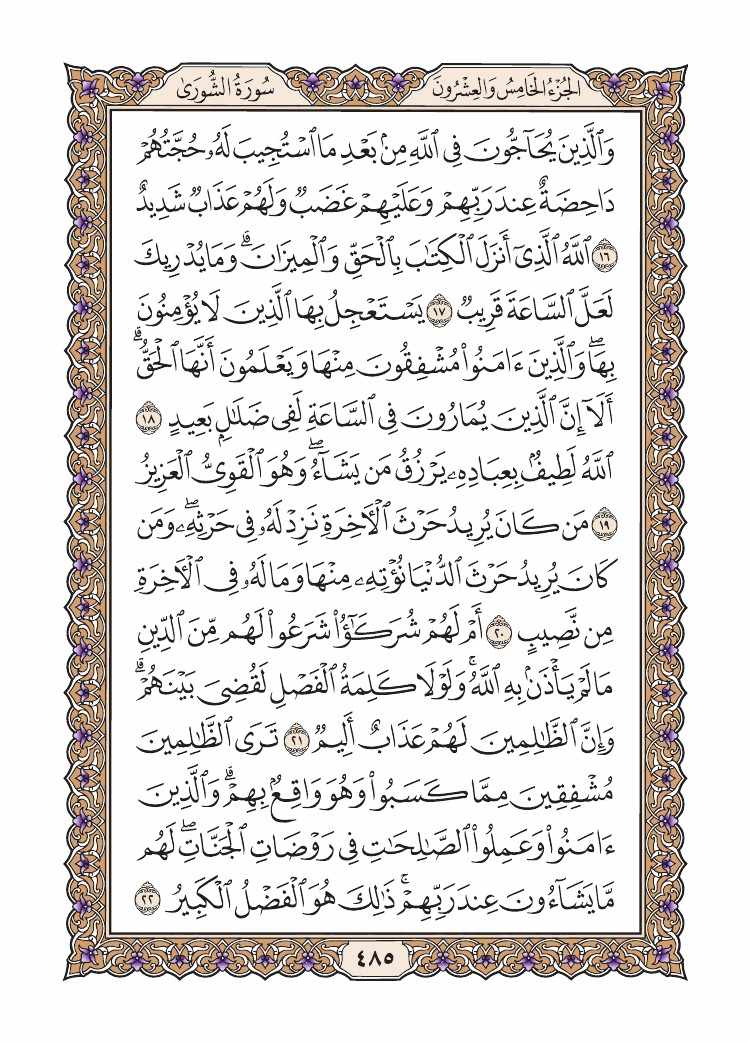 الجُزْءُ الخَامِسُ وَالعِشْرُونَ
سُورَةُ الشُّورَىٰ
وَٱلَّذِينَ يُحَآجُّونَ فِى ٱللَّهِ مِنۢ بَعْدِ مَا ٱسْتُجِيبَ لَهُۥ حُجَّتُهُمْ
دَاحِضَةٌ عِندَ رَبِّهِمْ وَعَلَيْهِمْ غَضَبٌ وَلَهُمْ عَذَابٌ شَدِيدٌ
١٦ ٱللَّهُ ٱلَّذِىٓ أَنزَلَ ٱلْكِتَٰبَ بِٱلْحَقِّ وَٱلْمِيزَانَ ۗ وَمَا يُدْرِيكَ
لَعَلَّ ٱلسَّاعَةَ قَرِيبٌ ١٧ يَسْتَعْجِلُ بِهَا ٱلَّذِينَ لَا يُؤْمِنُونَ
بِهَا ۖ وَٱلَّذِينَ ءَامَنُوا۟ مُشْفِقُونَ مِنْهَا وَيَعْلَمُونَ أَنَّهَا ٱلْحَقُّ ۗ
أَلَآ إِنَّ ٱلَّذِينَ يُمَارُونَ فِى ٱلسَّاعَةِ لَفِى ضَلَٰلٍۭ بَعِيدٍ ١٨
ٱللَّهُ لَطِيفٌۢ بِعِبَادِهِۦ يَرْزُقُ مَن يَشَآءُ ۖ وَهُوَ ٱلْقَوِىُّ ٱلْعَزِيزُ
١٩ مَن كَانَ يُرِيدُ حَرْثَ ٱلْءَاخِرَةِ نَزِدْ لَهُۥ فِى حَرْثِهِۦ ۖ وَمَن
كَانَ يُرِيدُ حَرْثَ ٱلدُّنْيَا نُؤْتِهِۦ مِنْهَا وَمَا لَهُۥ فِى ٱلْءَاخِرَةِ
مِن نَّصِيبٍ ٢٠ أَمْ لَهُمْ شُرَكَٰٓؤُا۟ شَرَعُوا۟ لَهُم مِّنَ ٱلدِّينِ
مَا لَمْ يَأْذَنۢ بِهِ ٱللَّهُ ۚ وَلَوْلَا كَلِمَةُ ٱلْفَصْلِ لَقُضِىَ بَيْنَهُمْ ۗ
وَإِنَّ ٱلظَّٰلِمِينَ لَهُمْ عَذَابٌ أَلِيمٌ ٢١ تَرَى ٱلظَّٰلِمِينَ
مُشْفِقِينَ مِمَّا كَسَبُوا۟ وَهُوَ وَاقِعٌۢ بِهِمْ ۗ وَٱلَّذِينَ
ءَامَنُوا۟ وَعَمِلُوا۟ ٱلصَّٰلِحَٰتِ فِى رَوْضَاتِ ٱلْجَنَّاتِ ۖ لَهُم
مَّا يَشَآءُونَ عِندَ رَبِّهِمْ ۚ ذَٰلِكَ هُوَ ٱلْفَضْلُ ٱلْكَبِيرُ ٢٢
٤٨٥